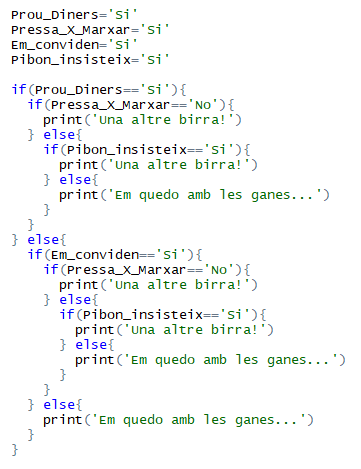 Prou_Diners='Si'
Pressa_X_Marxar='Si'
Em_conviden='Si'
Pibon_insisteix='Si'

if(Prou_Diners=='Si'){
  if(Pressa_X_Marxar=='No'){
    print('Una altre birra!')
  } else{
    if(Pibon_insisteix=='Si'){
      print('Una altre birra!')
    } else{
      print('Em quedo amb les ganes...')
    }
  }
} else{
  if(Em_conviden=='Si'){
    if(Pressa_X_Marxar=='No'){
      print('Una altre birra!')
    } else{
      if(Pibon_insisteix=='Si'){
        print('Una altre birra!')
      } else{
        print('Em quedo amb les ganes...')
      }
    }
  } else{
    print('Em quedo amb les ganes...')
  }
}